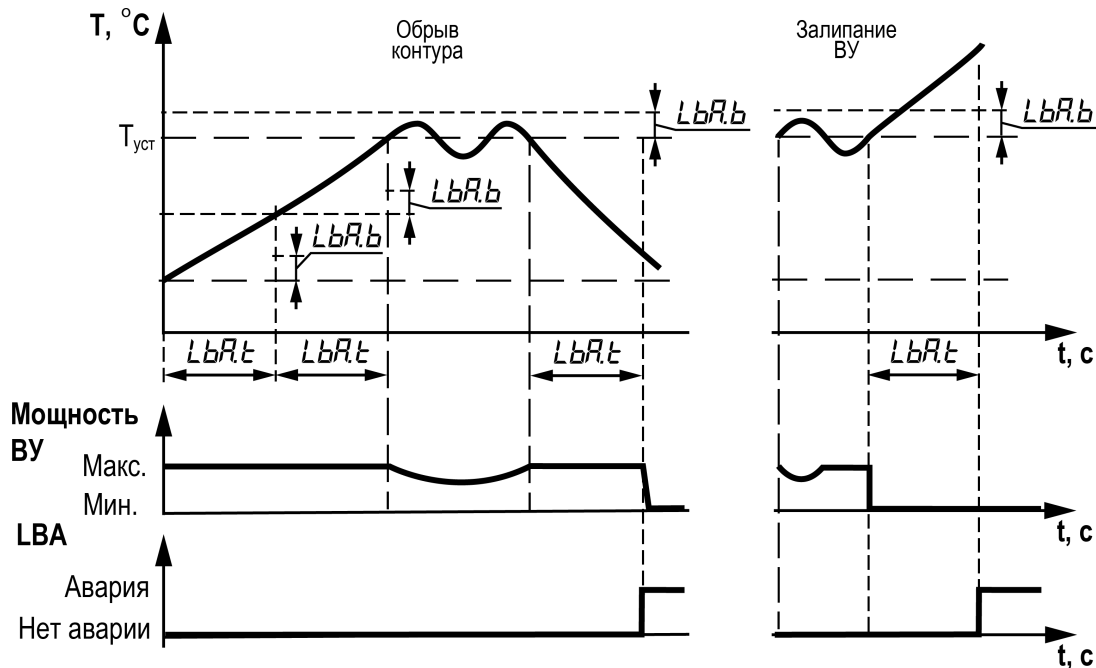 T, °C
Обрыв
контура
Залипание
ВУ
LbA.b
LbA.b
Tуст
LbA.b
LbA.b
LbA.t
LbA.t
LbA.t
LbA.t
t, c
Мощность
ВУ
Макс.
Мин.
t, c
LBA
Авария
Нет аварии
t, c